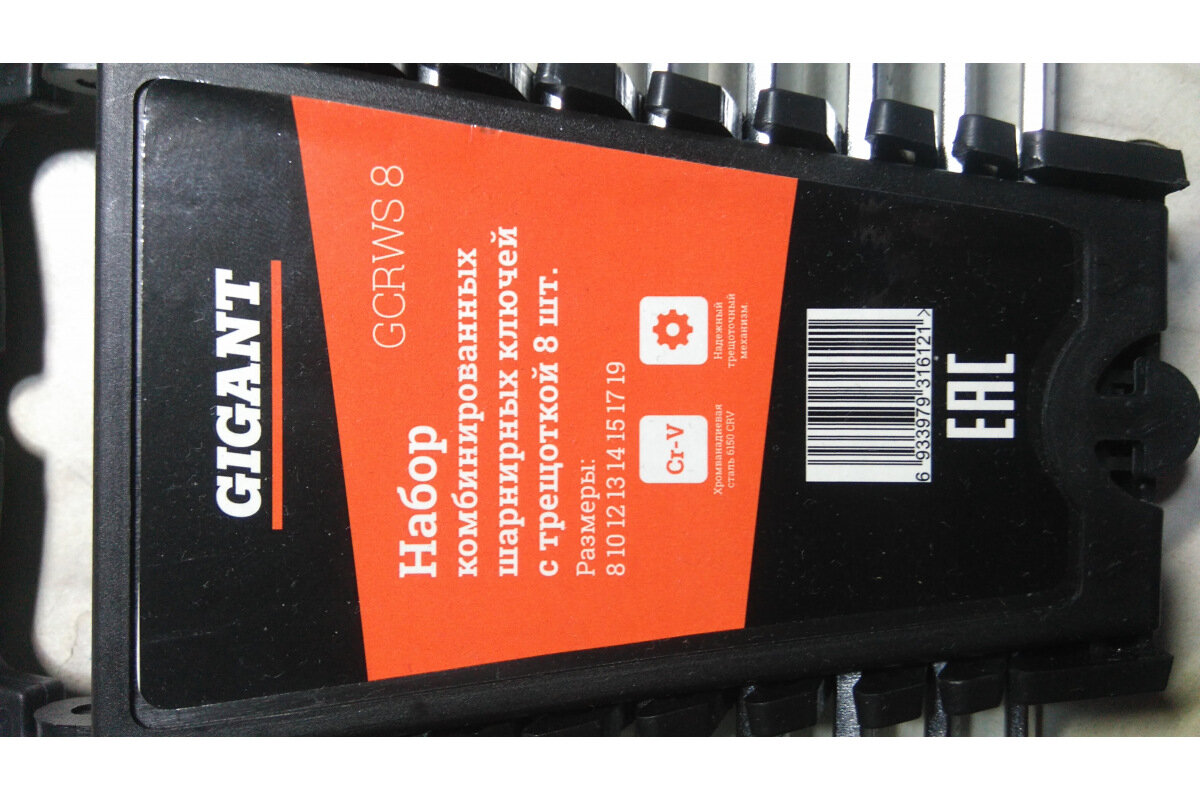 GIGANT
GCRWS 8
Набор
комбинированных
шарнирных ключей
с трещоткой 8 шт.
Размеры:
8 10 12 13 14 15 17 19
Cr-V
Хромванадиевая
сталь 6150 CRV
Надежный
трещоточный
механизм
6 933979 316121 >
EAC